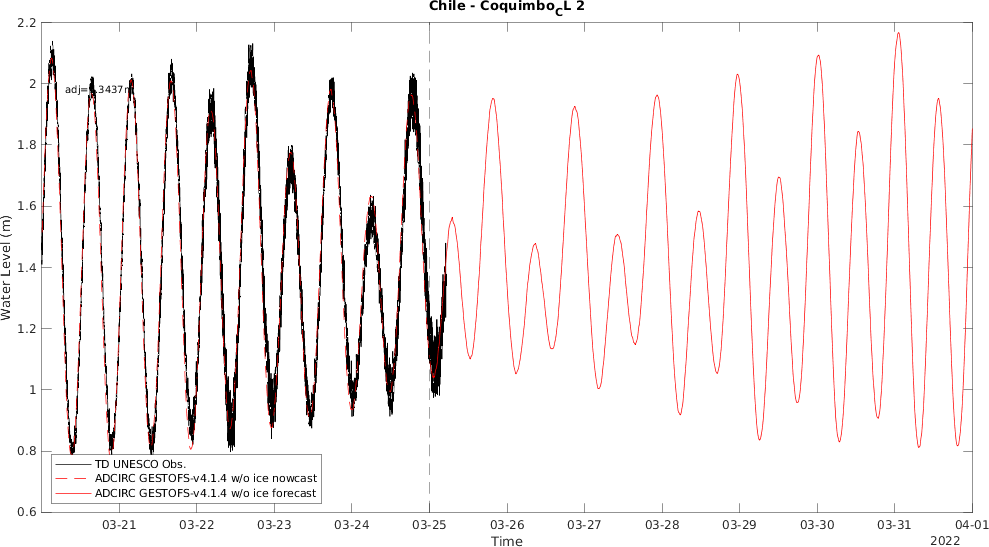 Chile - Coquimbo_CL 2
2.2
2
1.8
1.6
1.4
1.2
1
0.8
0.6
Water Level (m)
TD UNESCO Obs.
ADCIRC GESTOFS-v4.1.4 w/o ice nowcast
ADCIRC GESTOFS-v4.1.4 w/o ice forecast
03-21 03-22 03-23 03-24 03-25 03-26 03-27 03-28 03-29 03-30 03-31 04-01
Time
2022